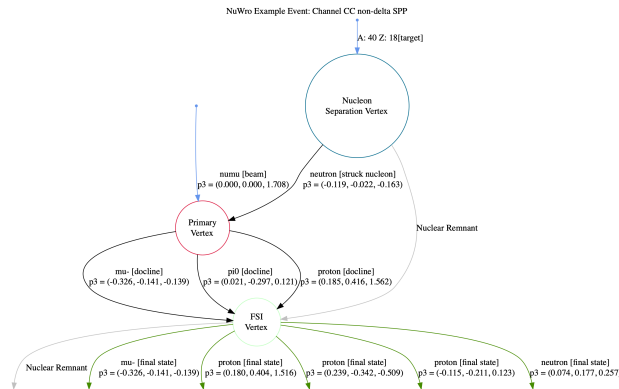 NuWro Example Event: Channel CC non-delta SPP
A: 40 Z: 18[target]
Nucleon
Separation Vertex
numu [beam]
p3 = (0.000, 0.000, 1.708)
neutron [struck nucleon]
p3 = (-0.119, -0.022, -0.163)
Primary
Vertex
Nuclear Remnant
mu- [docline]
p3 = (-0.326, -0.141, -0.139)
pi0 [docline]
p3 = (0.021, -0.297, 0.121)
proton [docline]
p3 = (0.185, 0.416, 1.562)
FSI
Vertex
Nuclear Remnant
mu- [final state]
p3 = (-0.326, -0.141, -0.139)
proton [final state]
p3 = (0.180, 0.404, 1.516)
proton [final state]
p3 = (0.239, -0.342, -0.509)
proton [final state]
p3 = (-0.115, -0.211, 0.123)
neutron [final state]
p3 = (0.074, 0.177, 0.257